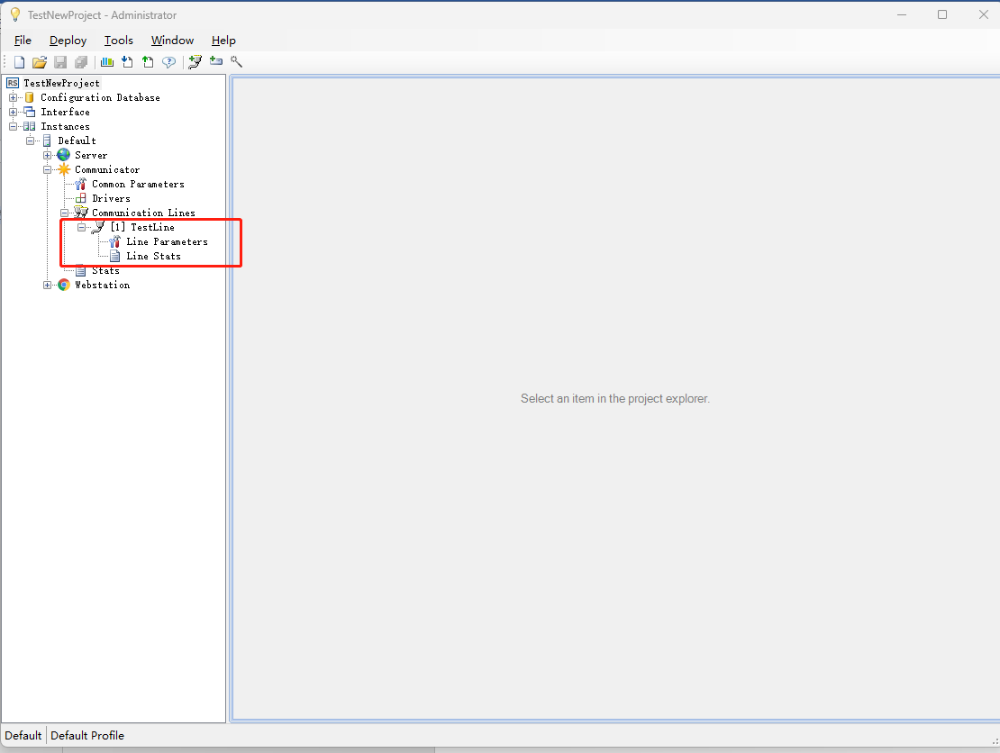 TestNewProject - Administrator
File Deploy Tools Window Help
RS TestNewProject
Configuration Database
Interface
Instances
Default
Server
Communicator
Common Parameters
Drivers
Communication Lines
[1] TestLine
Line Parameters
Line Stats
Stats
Webstation
Select an item in the project explorer.
Default Default Profile